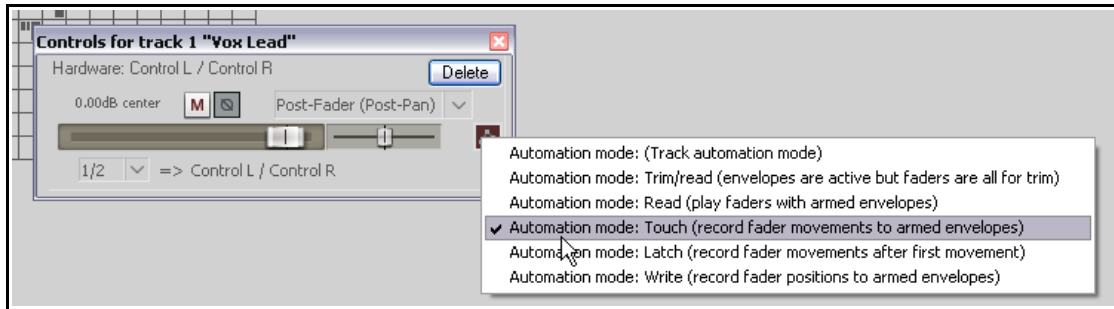 Controls for track 1 "Vox Lead"
Hardware: Control L / Control R
Delete
0.00dB center
M
Post-Fader (Post-Pan)
1/2 => Control L / Control R
Automation mode: (Track automation mode)
Automation mode: Trim/read (envelopes are active but faders are all for trim)
Automation mode: Read (play faders with armed envelopes)
Automation mode: Touch (record fader movements to armed envelopes)
Automation mode: Latch (record fader movements after first movement)
Automation mode: Write (record fader positions to armed envelopes)